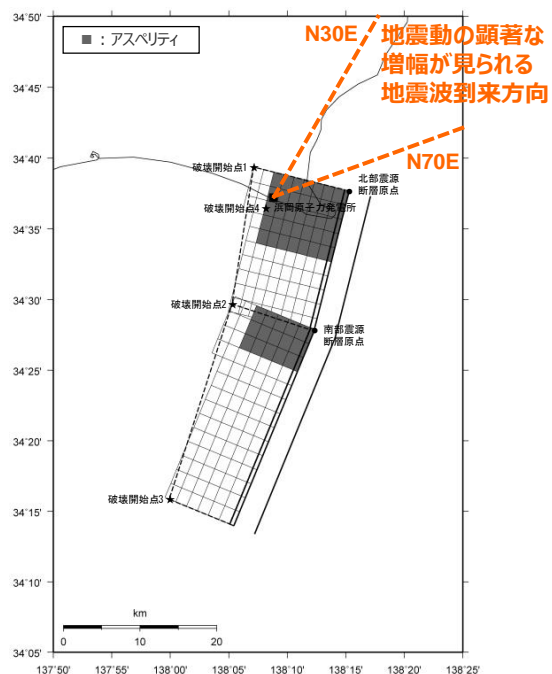 34°50'
■ : アスペリティ
N30E
地震動の顕著な
増幅が見られる
地震波到来方向
34°45'
34°40'
N70E
破壊開始点1
北部震源
断層原点
破壊開始点4
浜岡原子力発電所
34°35'
34°30'
破壊開始点2
南部震源
断層原点
34°25'
34°20'
34°15'
破壊開始点3
34°10'
km
0 10 20
34°05'
137°50' 137°55' 138°00' 138°05' 138°10' 138°15' 138°20' 138°25'